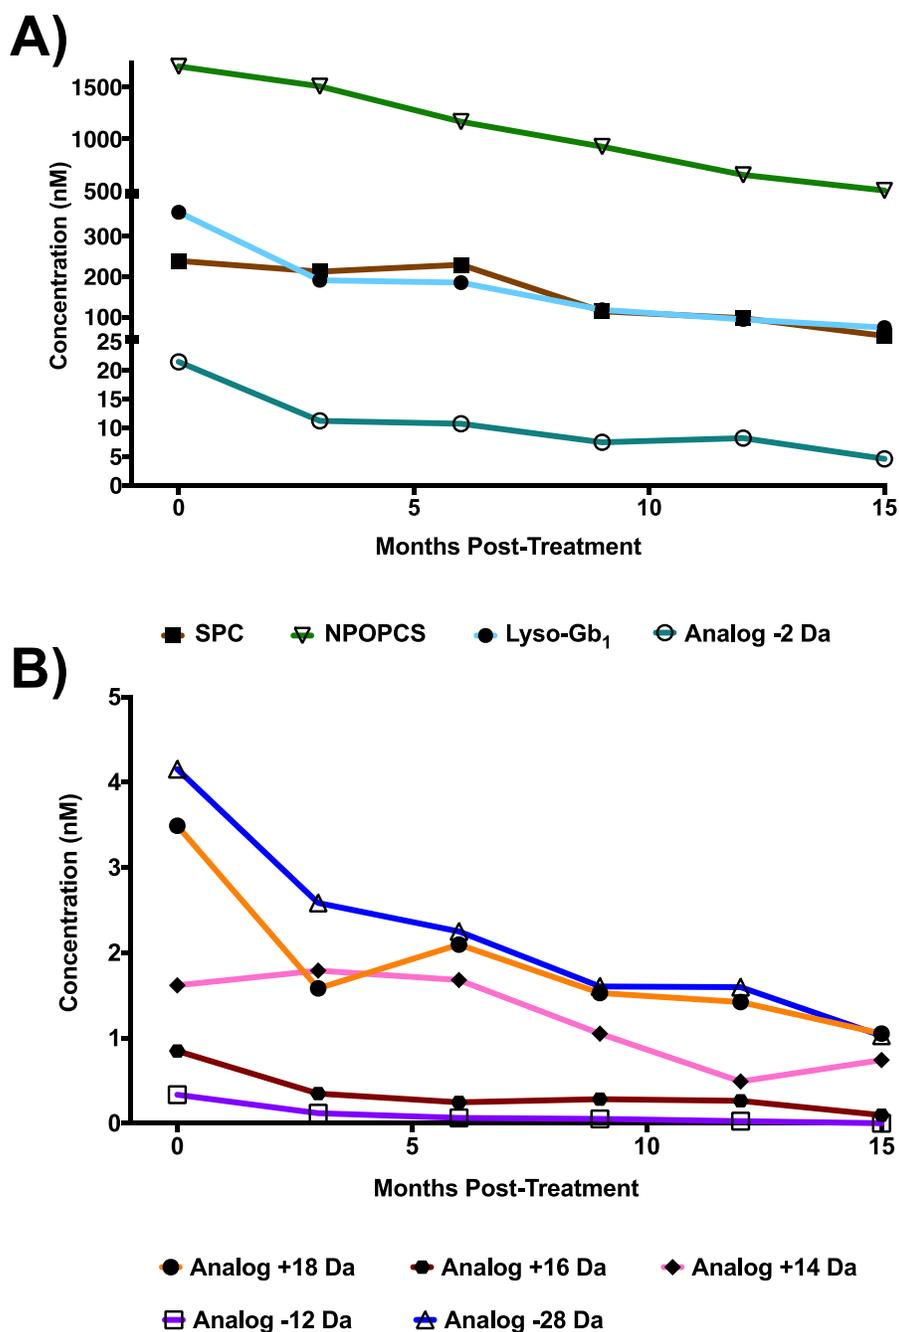 A)
Concentration (nM)
1500
1000
500
300
200
100
25
20
15
10
5
0
0 5 10 15
Months Post-Treatment
SPC NPOPCS Lyso-Gb₁ Analog -2 Da
B)
Concentration (nM)
5
4
3
2
1
0
0 5 10 15
Months Post-Treatment
Analog +18 Da Analog +16 Da Analog +14 Da
Analog -12 Da Analog -28 Da